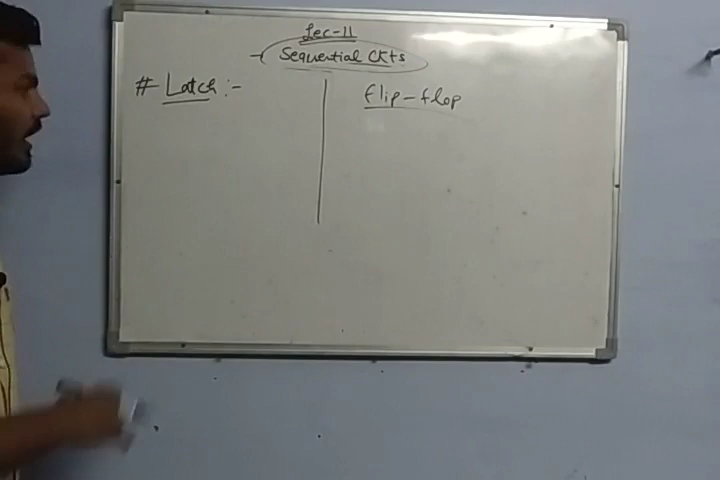 Lec-11
Sequential Ckts
# Latch :-
flip-flop